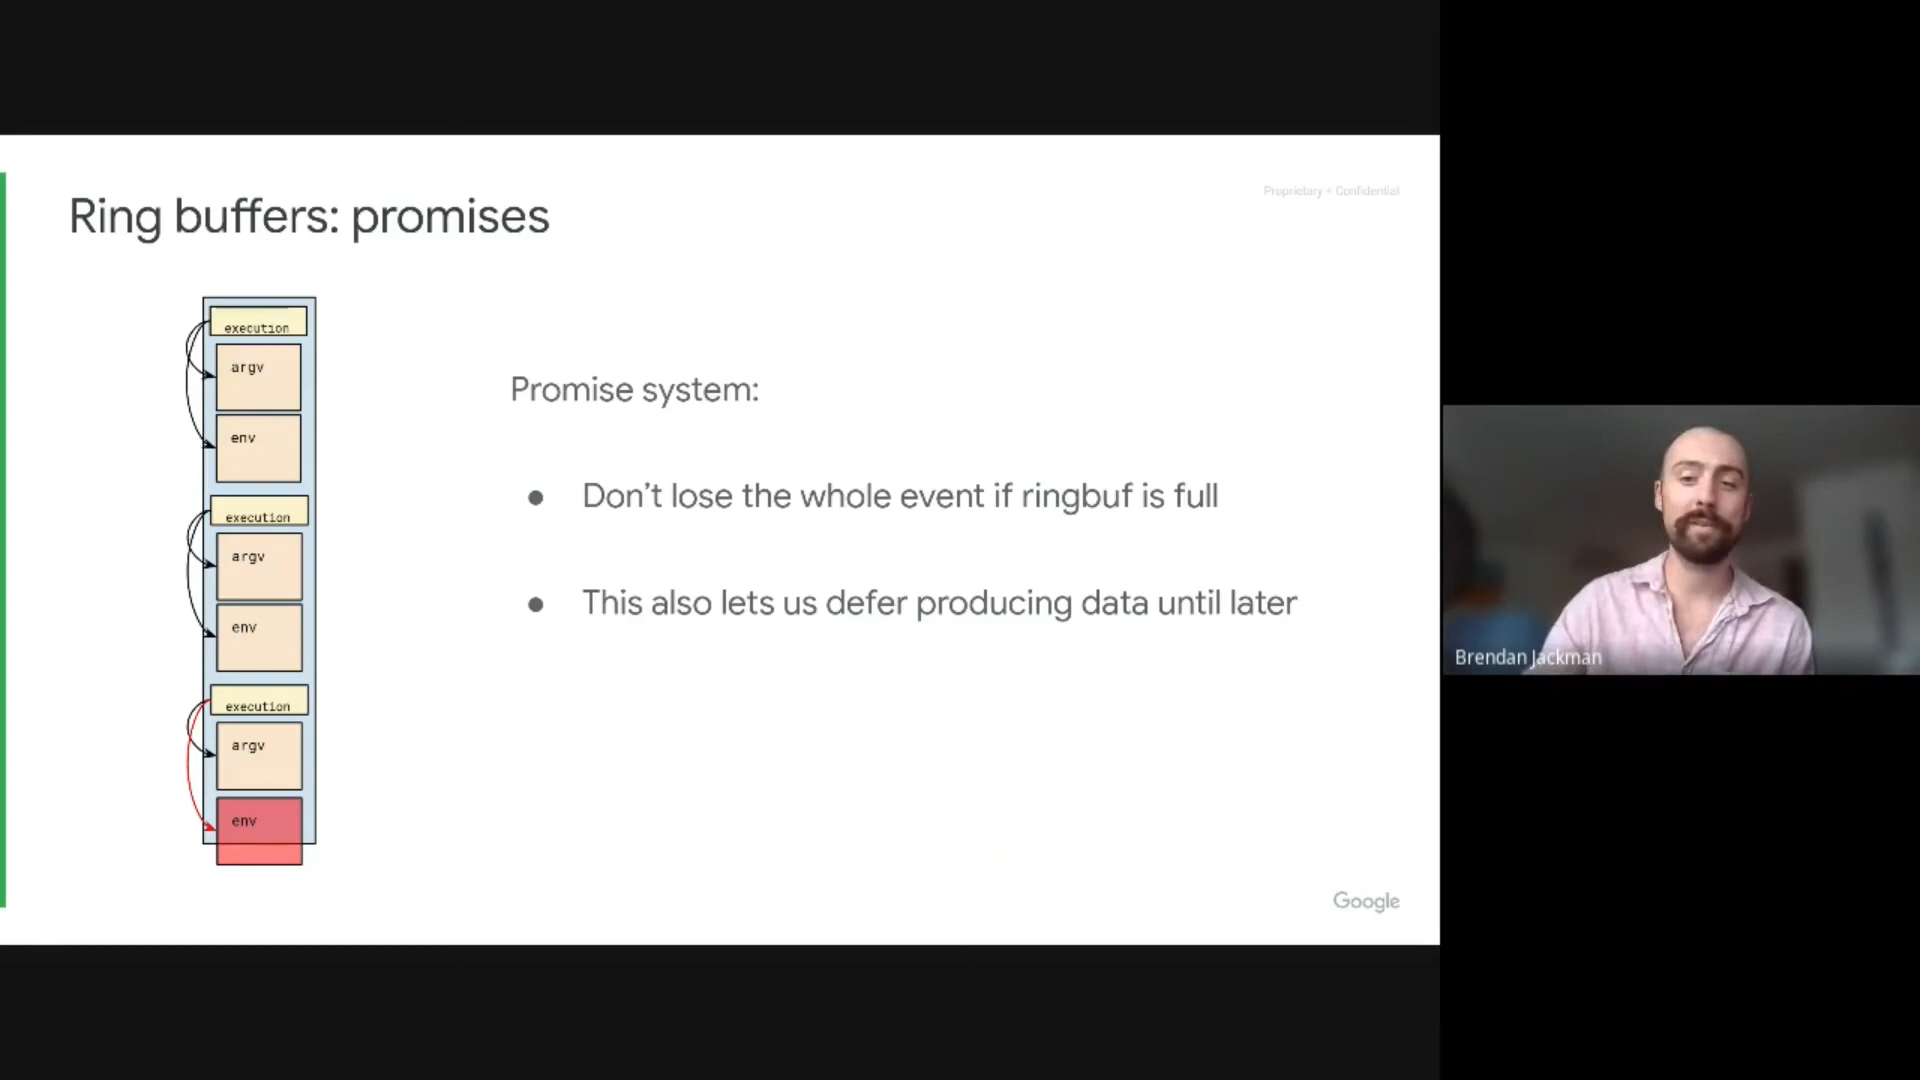 Proprietary + Confidential
Ring buffers: promises
execution
argv
env
execution
argv
env
execution
argv
env
Promise system:
● Don’t lose the whole event if ringbuf is full
● This also lets us defer producing data until later
Google
Brendan Jackman